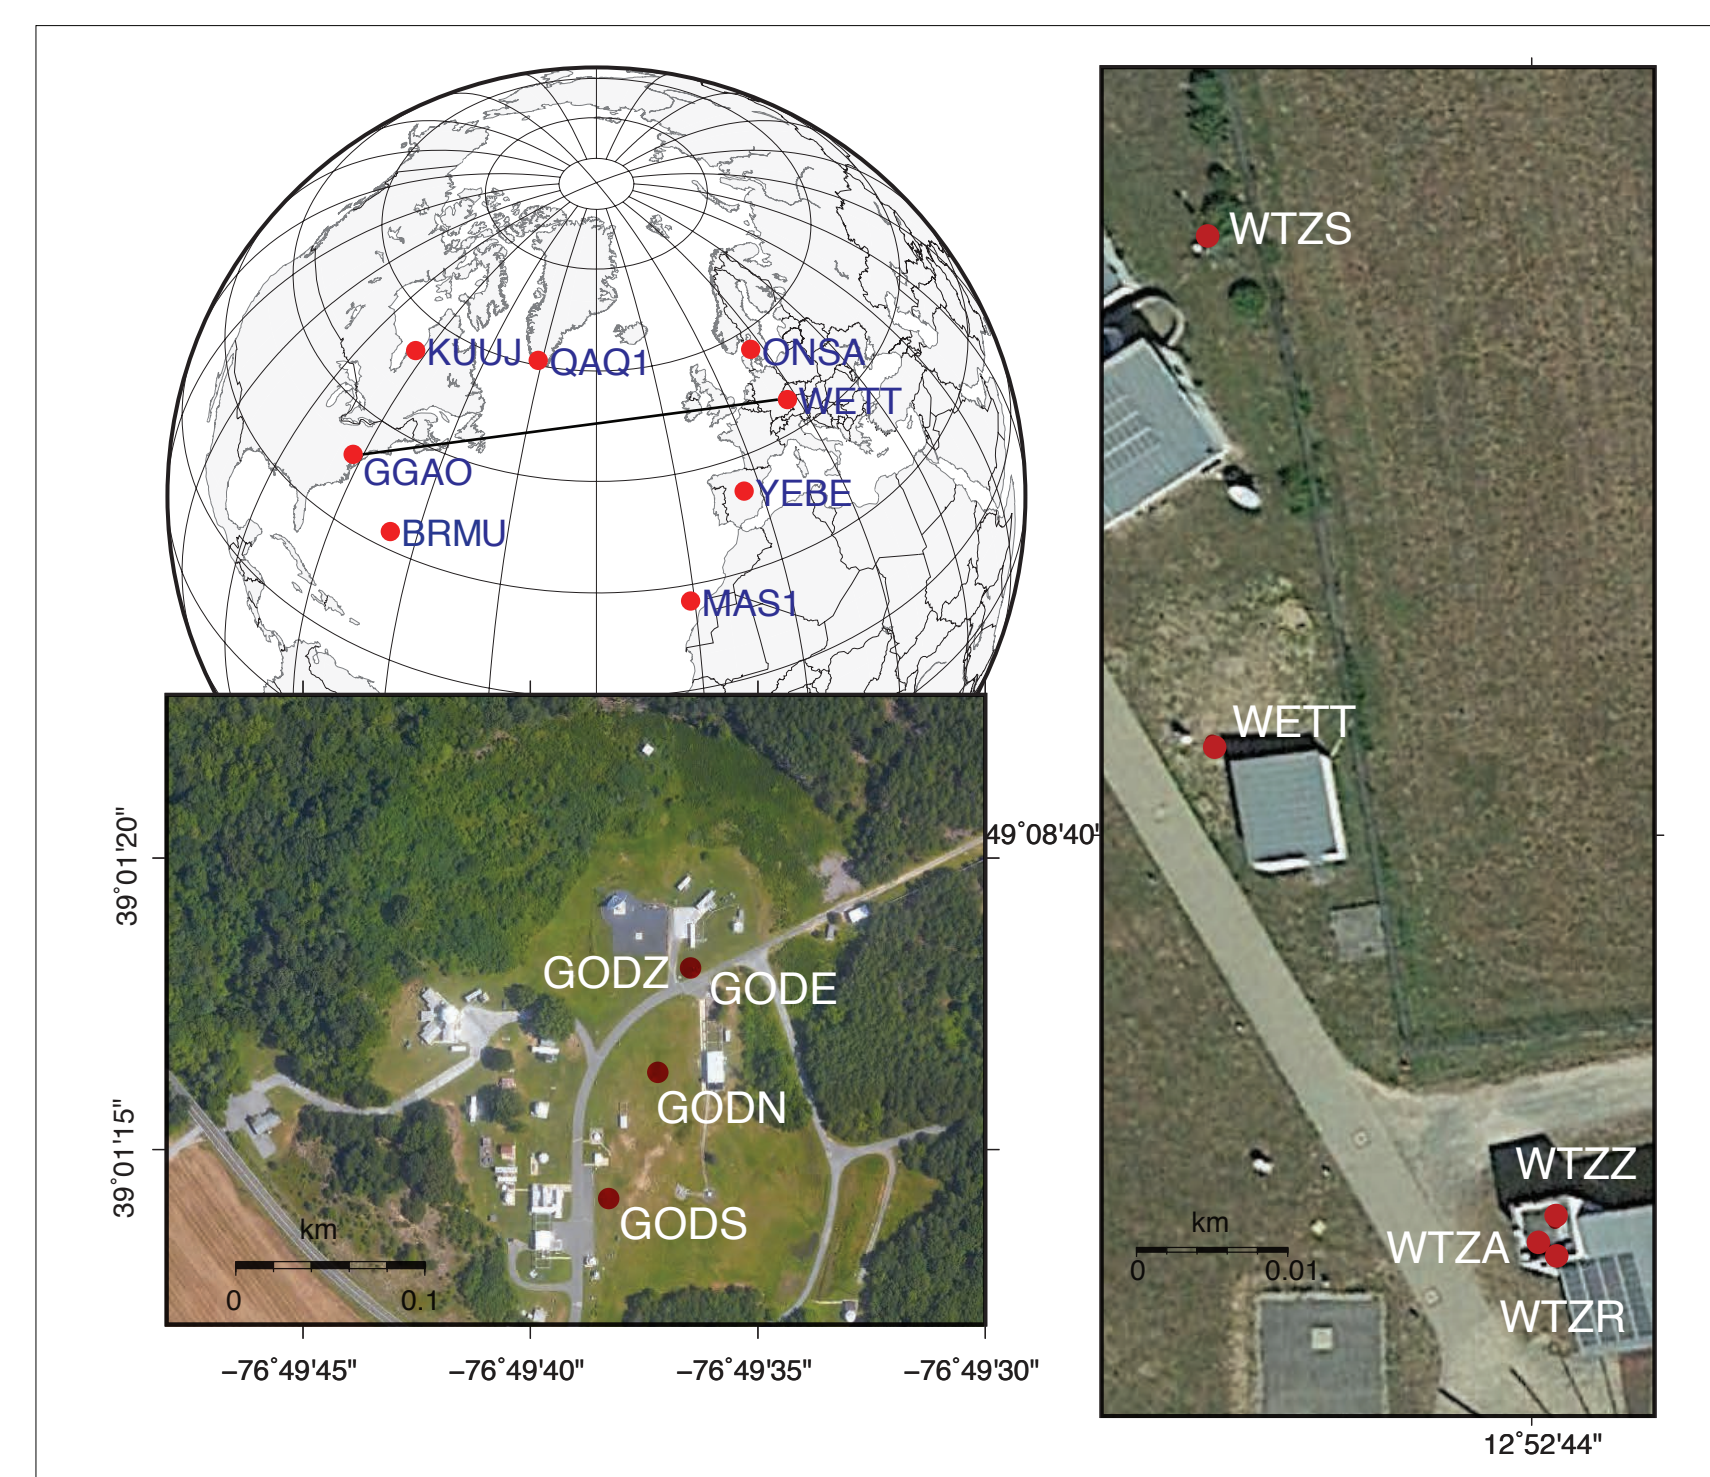 KUUJ
QAQ1
ONSA
WETT
GGAO
YEBE
BRMU
MAS1
39˚01'20"
39˚01'15"
GODZ
GODE
GODN
GODS
km
0
0.1
–76˚49'45"
–76˚49'40"
–76˚49'35"
–76˚49'30"
WTZS
WETT
49˚08'40'
WTZZ
WTZA
WTZR
km
0
0.01
12˚52'44"